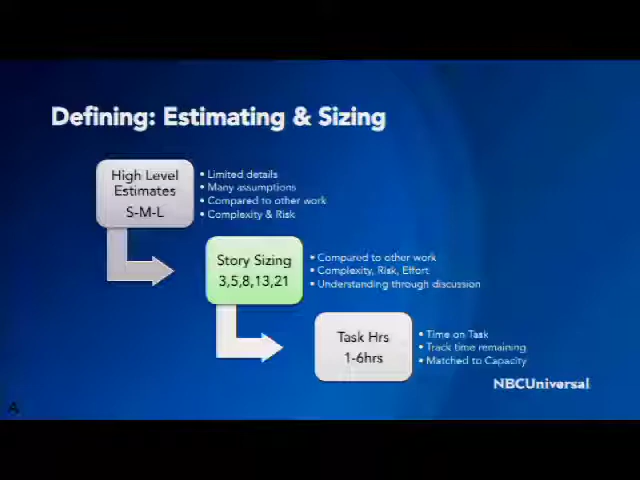 Defining: Estimating & Sizing
High Level
Estimates
S-M-L
• Limited details
• Many assumptions
• Compared to other work
• Complexity & Risk
Story Sizing
3,5,8,13,21
• Compared to other work
• Complexity, Risk, Effort
• Understanding through discussion
Task Hrs
1-6hrs
• Time on Task
• Track time remaining
• Matched to Capacity
NBCUniversal
A